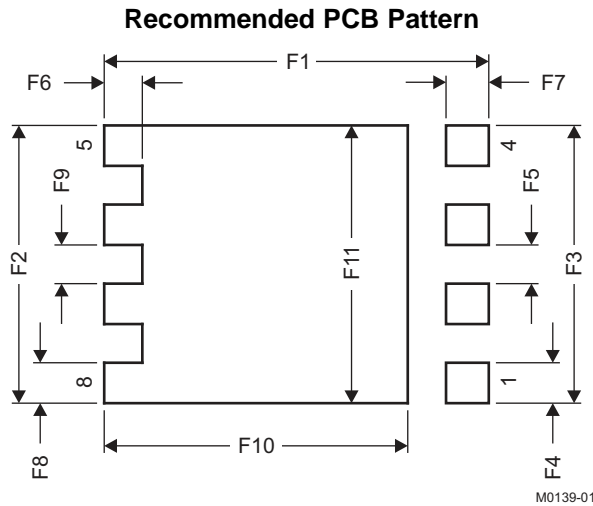 Recommended PCB Pattern
F1
F6
F7
5
4
F9
F5
F2
F11
F3
8
1
F10
F8
F4
M0139-01